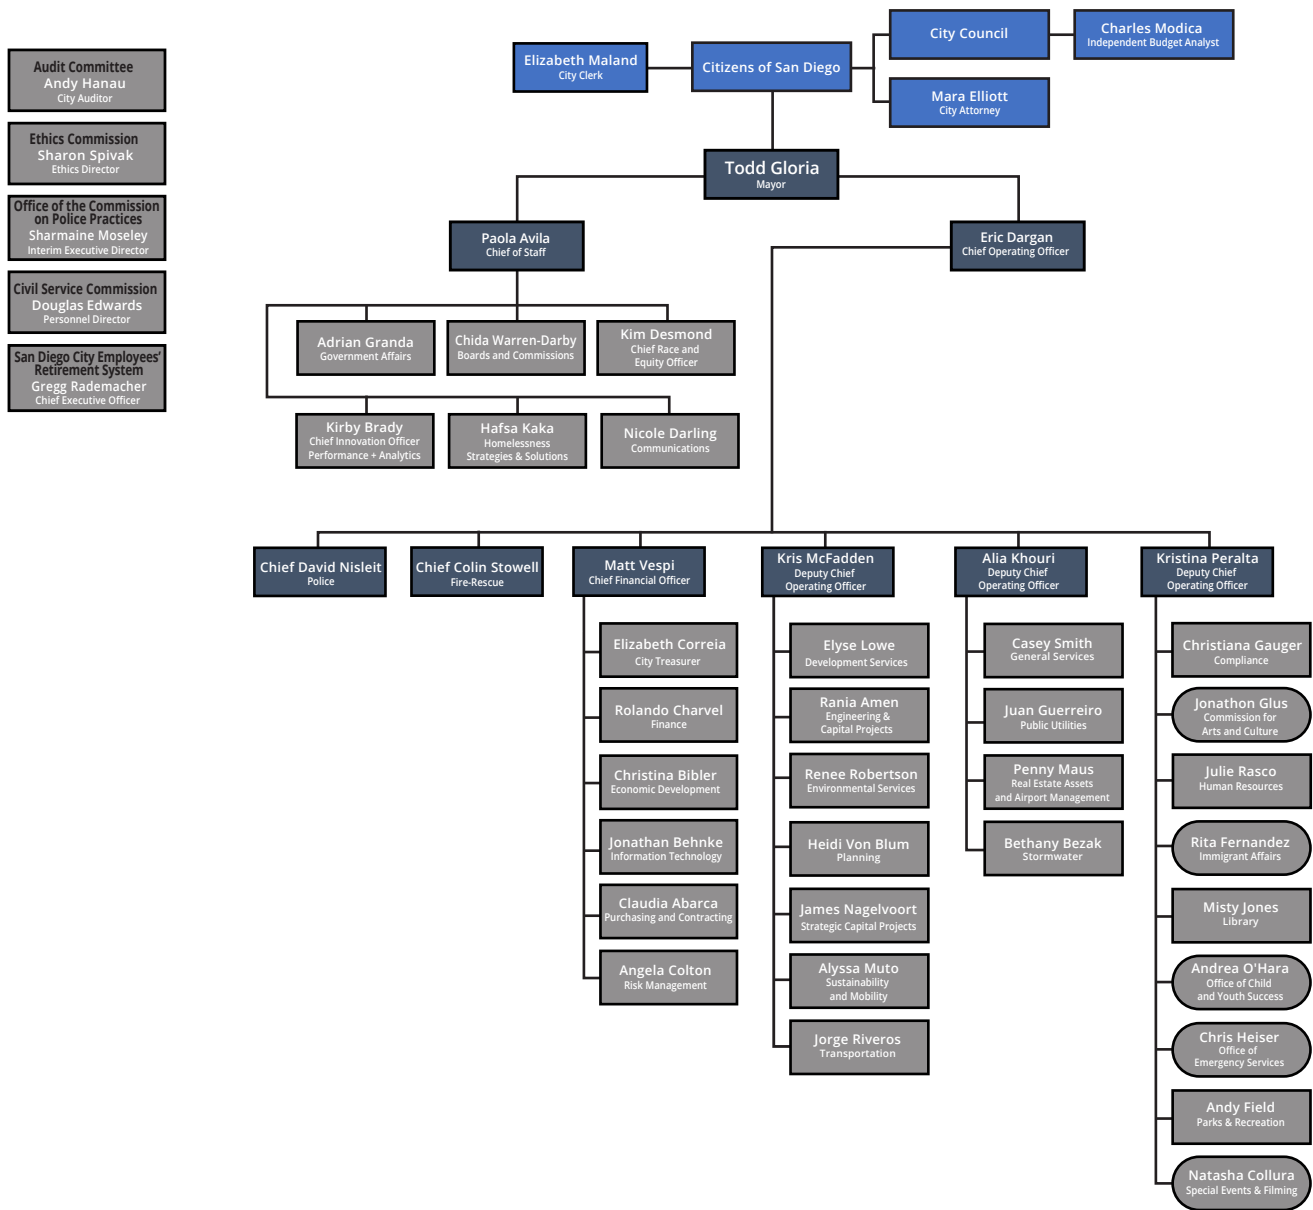 Audit Committee
Andy Hanau
City Auditor
Ethics Commission
Sharon Spivak
Ethics Director
Office of the Commission
on Police Practices
Sharmaine Moseley
Interim Executive Director
Civil Service Commission
Douglas Edwards
Personnel Director
San Diego City Employees'
Retirement System
Gregg Rademacher
Chief Executive Officer
Elizabeth Maland
City Clerk
Citizens of San Diego
City Council
Charles Modica
Independent Budget Analyst
Mara Elliott
City Attorney
Todd Gloria
Mayor
Paola Avila
Chief of Staff
Eric Dargan
Chief Operating Officer
Adrian Granda
Government Affairs
Chida Warren-Darby
Boards and Commissions
Kim Desmond
Chief Race and
Equity Officer
Kirby Brady
Chief Innovation Officer
Performance + Analytics
Hafsa Kaka
Homelessness
Strategies & Solutions
Nicole Darling
Communications
Chief David Nisleit
Police
Chief Colin Stowell
Fire-Rescue
Matt Vespi
Chief Financial Officer
Kris McFadden
Deputy Chief
Operating Officer
Alia Khouri
Deputy Chief
Operating Officer
Kristina Peralta
Deputy Chief
Operating Officer
Elizabeth Correia
City Treasurer
Rolando Charvel
Finance
Christina Bibler
Economic Development
Jonathan Behnke
Information Technology
Claudia Abarca
Purchasing and Contracting
Angela Colton
Risk Management
Elyse Lowe
Development Services
Rania Amen
Engineering &
Capital Projects
Renee Robertson
Environmental Services
Heidi Von Blum
Planning
James Nagelvoort
Strategic Capital Projects
Alyssa Muto
Sustainability
and Mobility
Jorge Riveros
Transportation
Casey Smith
General Services
Juan Guerreiro
Public Utilities
Penny Maus
Real Estate Assets
and Airport Management
Bethany Bezak
Stormwater
Christiana Gauger
Compliance
Jonathon Glus
Commission for
Arts and Culture
Julie Rasco
Human Resources
Rita Fernandez
Immigrant Affairs
Misty Jones
Library
Andrea O'Hara
Office of Child
and Youth Success
Chris Heiser
Office of
Emergency Services
Andy Field
Parks & Recreation
Natasha Collura
Special Events & Filming